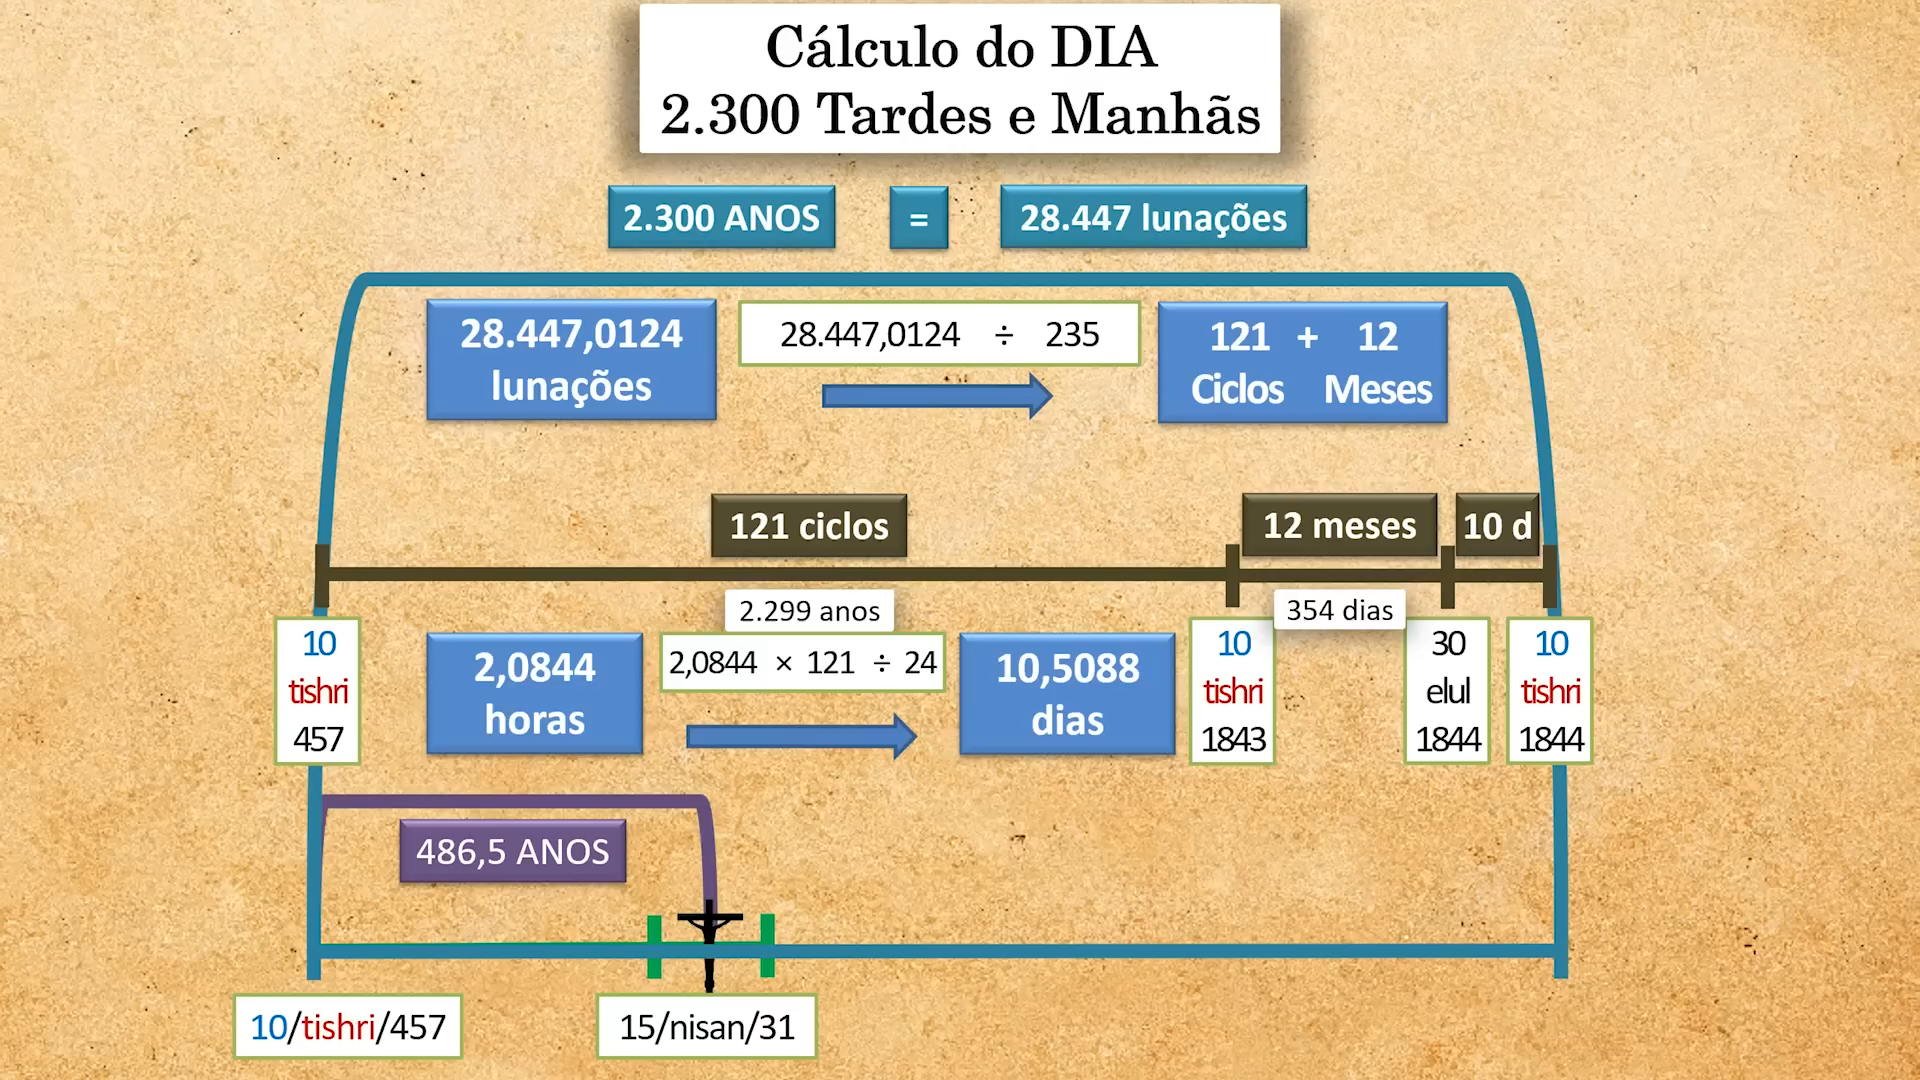 Cálculo do DIA
2.300 Tardes e Manhãs
2.300 ANOS
=
28.447 lunações
28.447,0124
lunações
28.447,0124 ÷ 235
121 + 12
Ciclos Meses
121 ciclos
12 meses
10 d
2.299 anos
354 dias
10
tishri
457
2,0844
horas
2,0844 × 121 ÷ 24
10,5088
dias
10
tishri
1843
30
elul
1844
10
tishri
1844
486,5 ANOS
10/tishri/457
15/nisan/31